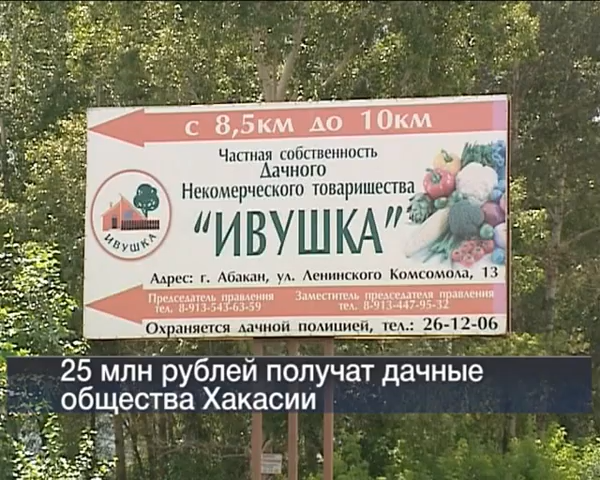 с 8,5км до 10км
Частная собственность
Дачного
Некомерческого товаришества
"ИВУШКА"
ИВУШКА
Адрес: г. Абакан, ул. Ленинского Комсомола, 13
Председатель правления Заместитель председателя правления
тел. 8-913-543-63-59 тел. 8-913-447-95-32
Охраняется дачной полицией, тел.: 26-12-06
25 млн рублей получат дачные
общества Хакасии